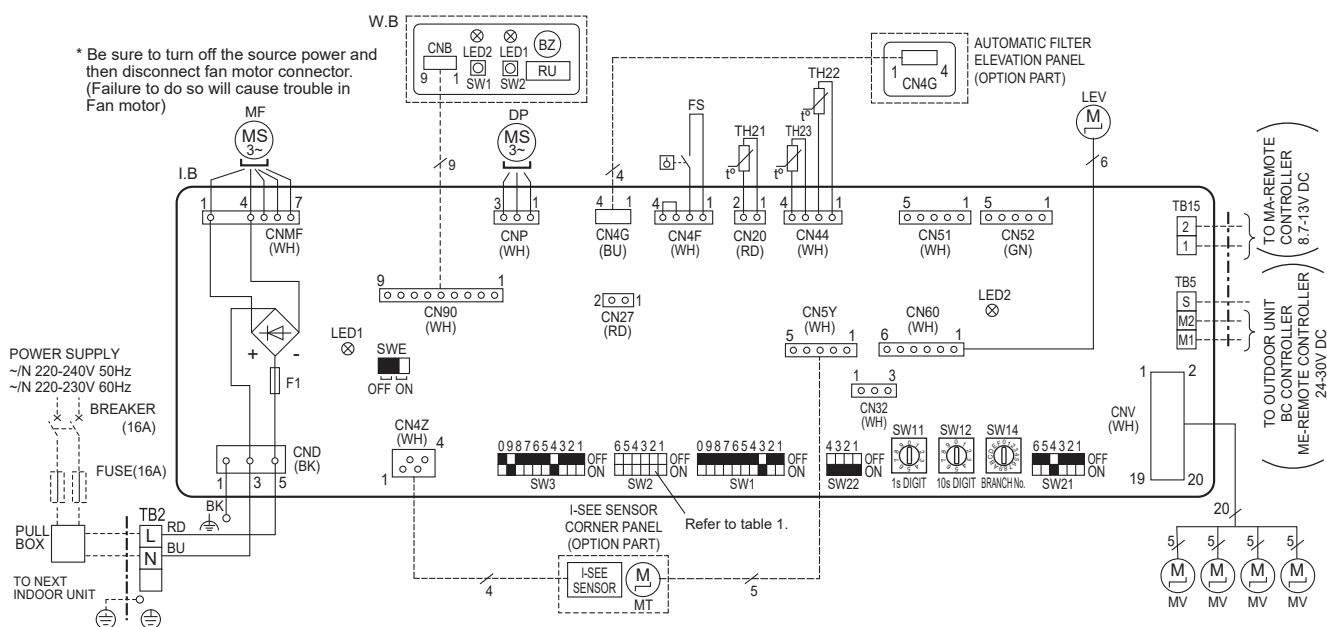 W.B
* Be sure to turn off the source power and
then disconnect fan motor connector.
(Failure to do so will cause trouble in
Fan motor)
CNB
9 1
LED2 LED1
SW1 SW2
BZ
RU
AUTOMATIC FILTER
ELEVATION PANEL
(OPTION PART)
1 4
CN4G
MF
MS
3~
DP
MS
3~
9
4
FS
TH21
t°
TH23
t°
TH22
t°
LEV
M
6
I.B
1 4 7
CNMF
(WH)
3 1
CNP
(WH)
4 1
CN4G
(BU)
4 1
CN4F
(WH)
2 1
CN20
(RD)
4 1
CN44
(WH)
5 1
CN51
(WH)
5 1
CN52
(GN)
TB15
2
1
TO MA-REMOTE
CONTROLLER
8.7-13V DC
TB5
S
M2
M1
TO OUTDOOR UNIT
BC CONTROLLER
ME-REMOTE CONTROLLER
24-30V DC
9 1
CN90
(WH)
2 1
CN27
(RD)
CN5Y
(WH)
5 1
CN60
(WH)
6 1
LED2
LED1
SWE
OFF ON
+ -
F1
1 3
CN32
(WH)
1 2
CNV
(WH)
19 20
POWER SUPPLY
~/N 220-240V 50Hz
~/N 220-230V 60Hz
BREAKER
(16A)
FUSE(16A)
CND
(BK)
1 3 5
CN4Z
(WH)
4
1
0987654321
OFF
ON
SW3
654321
OFF
ON
SW2
0987654321
OFF
ON
SW1
4321
OFF
ON
SW22
SW11
1s DIGIT
SW12
10s DIGIT
SW14
BRANCH No.
654321
OFF
ON
SW21
Refer to table 1.
BK
TB2
L
N
RD
BU
PULL
BOX
TO NEXT
INDOOR UNIT
I-SEE SENSOR
CORNER PANEL
(OPTION PART)
I-SEE
SENSOR
M
MT
4
5
20
5 5 5 5
M M M M
MV MV MV MV